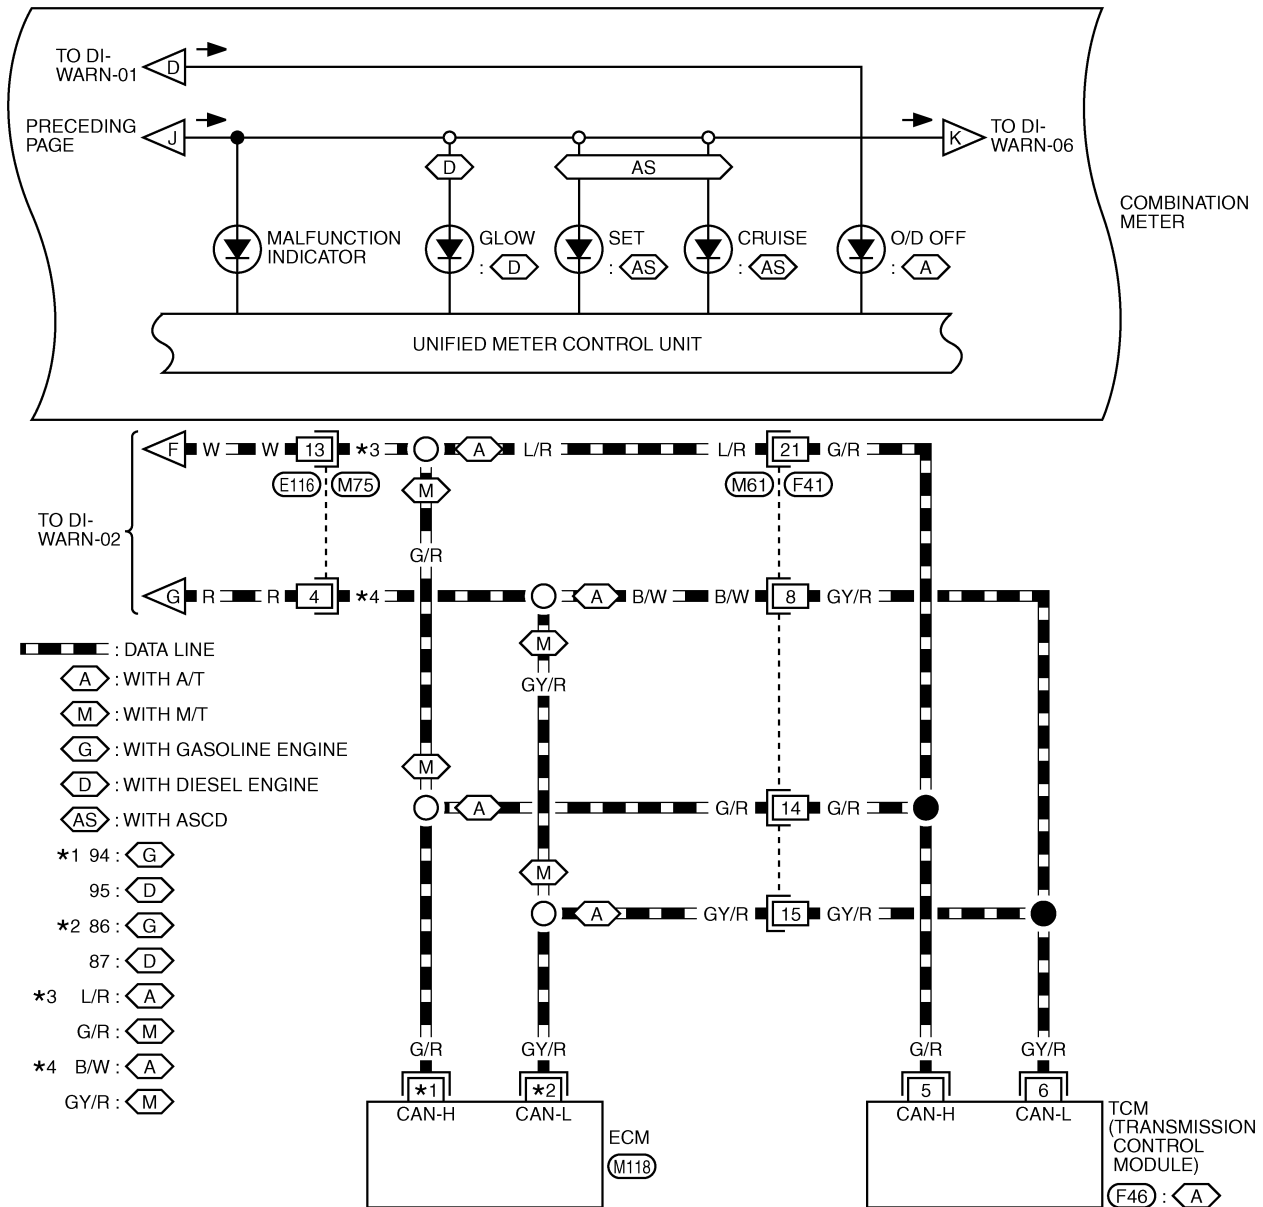 TO DI-
WARN-01
D
PRECEDING
PAGE
J
K
TO DI-
WARN-06
D
AS
COMBINATION
METER
MALFUNCTION
INDICATOR
GLOW
: D
SET
: AS
CRUISE
: AS
O/D OFF
: A
UNIFIED METER CONTROL UNIT
F W W 13 *3 A L/R L/R 21 G/R
E116 M75 M M61 F41
TO DI-
WARN-02
G/R
G R R 4 *4 A B/W B/W 8 GY/R
M
GY/R
: DATA LINE
A : WITH A/T
M : WITH M/T
G : WITH GASOLINE ENGINE
D : WITH DIESEL ENGINE
AS : WITH ASCD
M
A G/R 14 G/R
M
A GY/R 15 GY/R
*1 94 : G
95 : D
*2 86 : G
87 : D
*3 L/R : A
G/R : M
*4 B/W : A
GY/R : M
G/R GY/R G/R GY/R
*1 *2 5 6
CAN-H CAN-L CAN-H CAN-L
ECM
M118
TCM
(TRANSMISSION
CONTROL
MODULE)
F46 : A